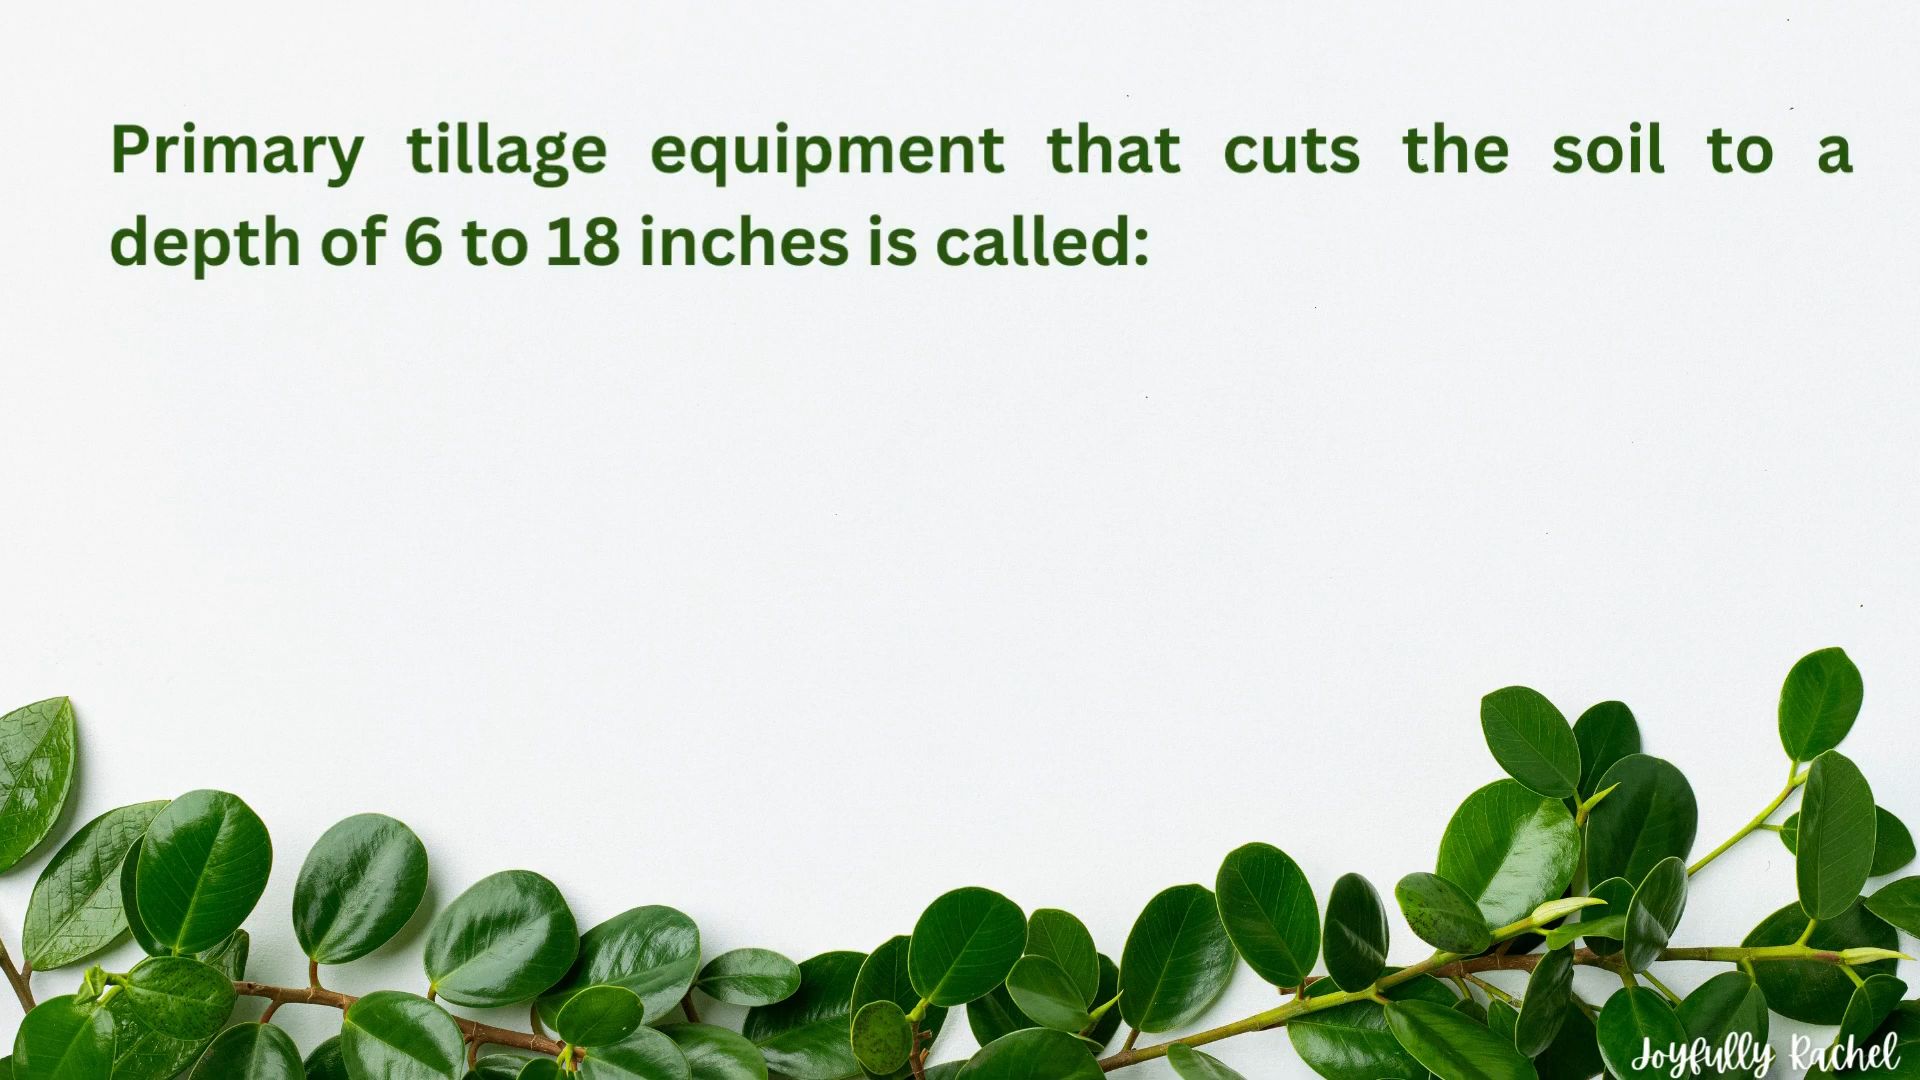 Primary tillage equipment that cuts the soil to a
depth of 6 to 18 inches is called:
Joyfully Rachel